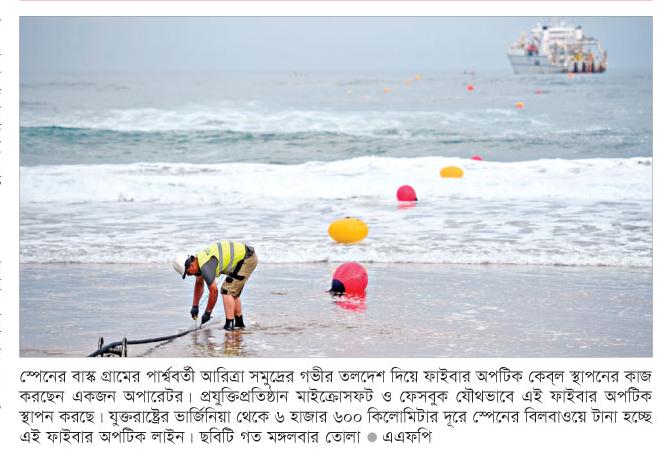 স্পেনের বাস্ক গ্রামের পার্শ্ববর্তী আরিত্রা সমুদ্রের গভীর তলদেশ দিয়ে ফাইবার অপটিক কেব্‌ল স্থাপনের কাজ
করছেন একজন অপারেটর। প্রযুক্তিপ্রতিষ্ঠান মাইক্রোসফট ও ফেসবুক যৌথভাবে এই ফাইবার অপটিক
স্থাপন করছে। যুক্তরাষ্ট্রের ভার্জিনিয়া থেকে ৬ হাজার ৬০০ কিলোমিটার দূরে স্পেনের বিলবাওয়ে টানা হচ্ছে
এই ফাইবার অপটিক লাইন। ছবিটি গত মঙ্গলবার তোলা ● এএফপি